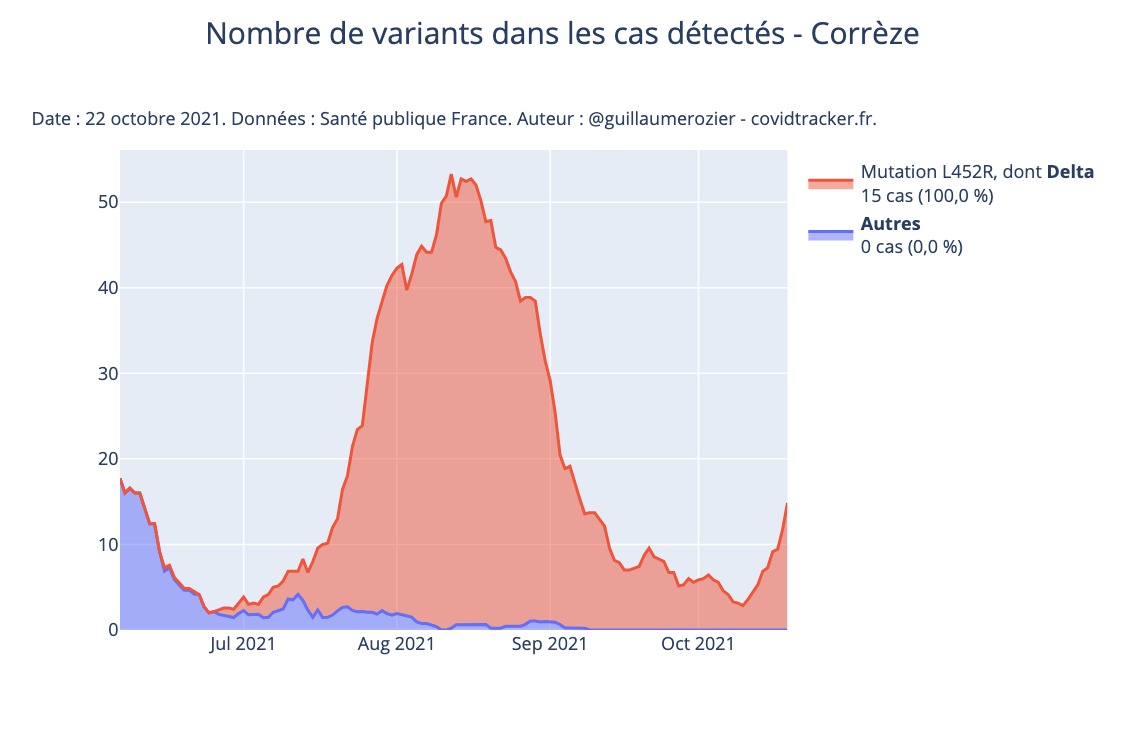 Nombre de variants dans les cas détectés - Corrèze
Date : 22 octobre 2021. Données : Santé publique France. Auteur : @guillaumerozier - covidtracker.fr.
Mutation L452R, dont Delta
15 cas (100,0 %)
Autres
0 cas (0,0 %)
50
40
30
20
10
0
Jul 2021
Aug 2021
Sep 2021
Oct 2021